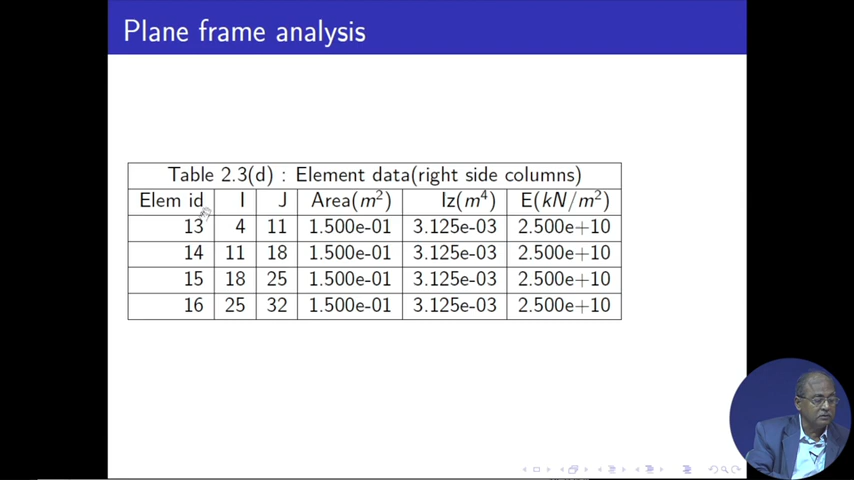 Plane frame analysis
Table 2.3(d) : Element data(right side columns)
Elem id I J Area(m²) Iz(m⁴) E(kN/m²)
13 4 11 1.500e-01 3.125e-03 2.500e+10
14 11 18 1.500e-01 3.125e-03 2.500e+10
15 18 25 1.500e-01 3.125e-03 2.500e+10
16 25 32 1.500e-01 3.125e-03 2.500e+10